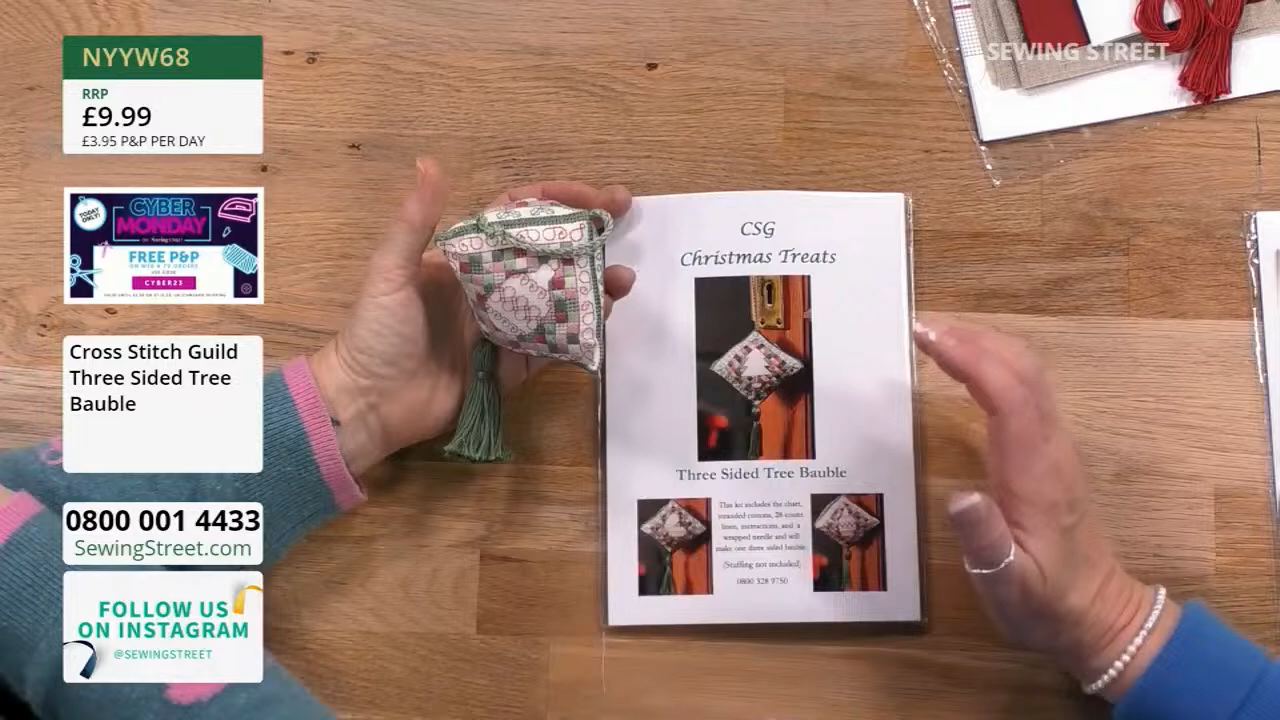 NYYW68
RRP
£9.99
£3.95 P&P PER DAY
TODAY ONLY!
CYBER
MONDAY
FREE P&P
CYBER23
Cross Stitch Guild
Three Sided Tree
Bauble
0800 001 4433
SewingStreet.com
FOLLOW US
ON INSTAGRAM
@SEWINGSTREET
SEWING STREET
CSG
Christmas Treats
Three Sided Tree Bauble
This kit includes the chart,
stranded cottons, 28 count
linen, instructions, and a
wrapped needle and will
make one three sided bauble
(Stuffing not included)
0800 328 9750